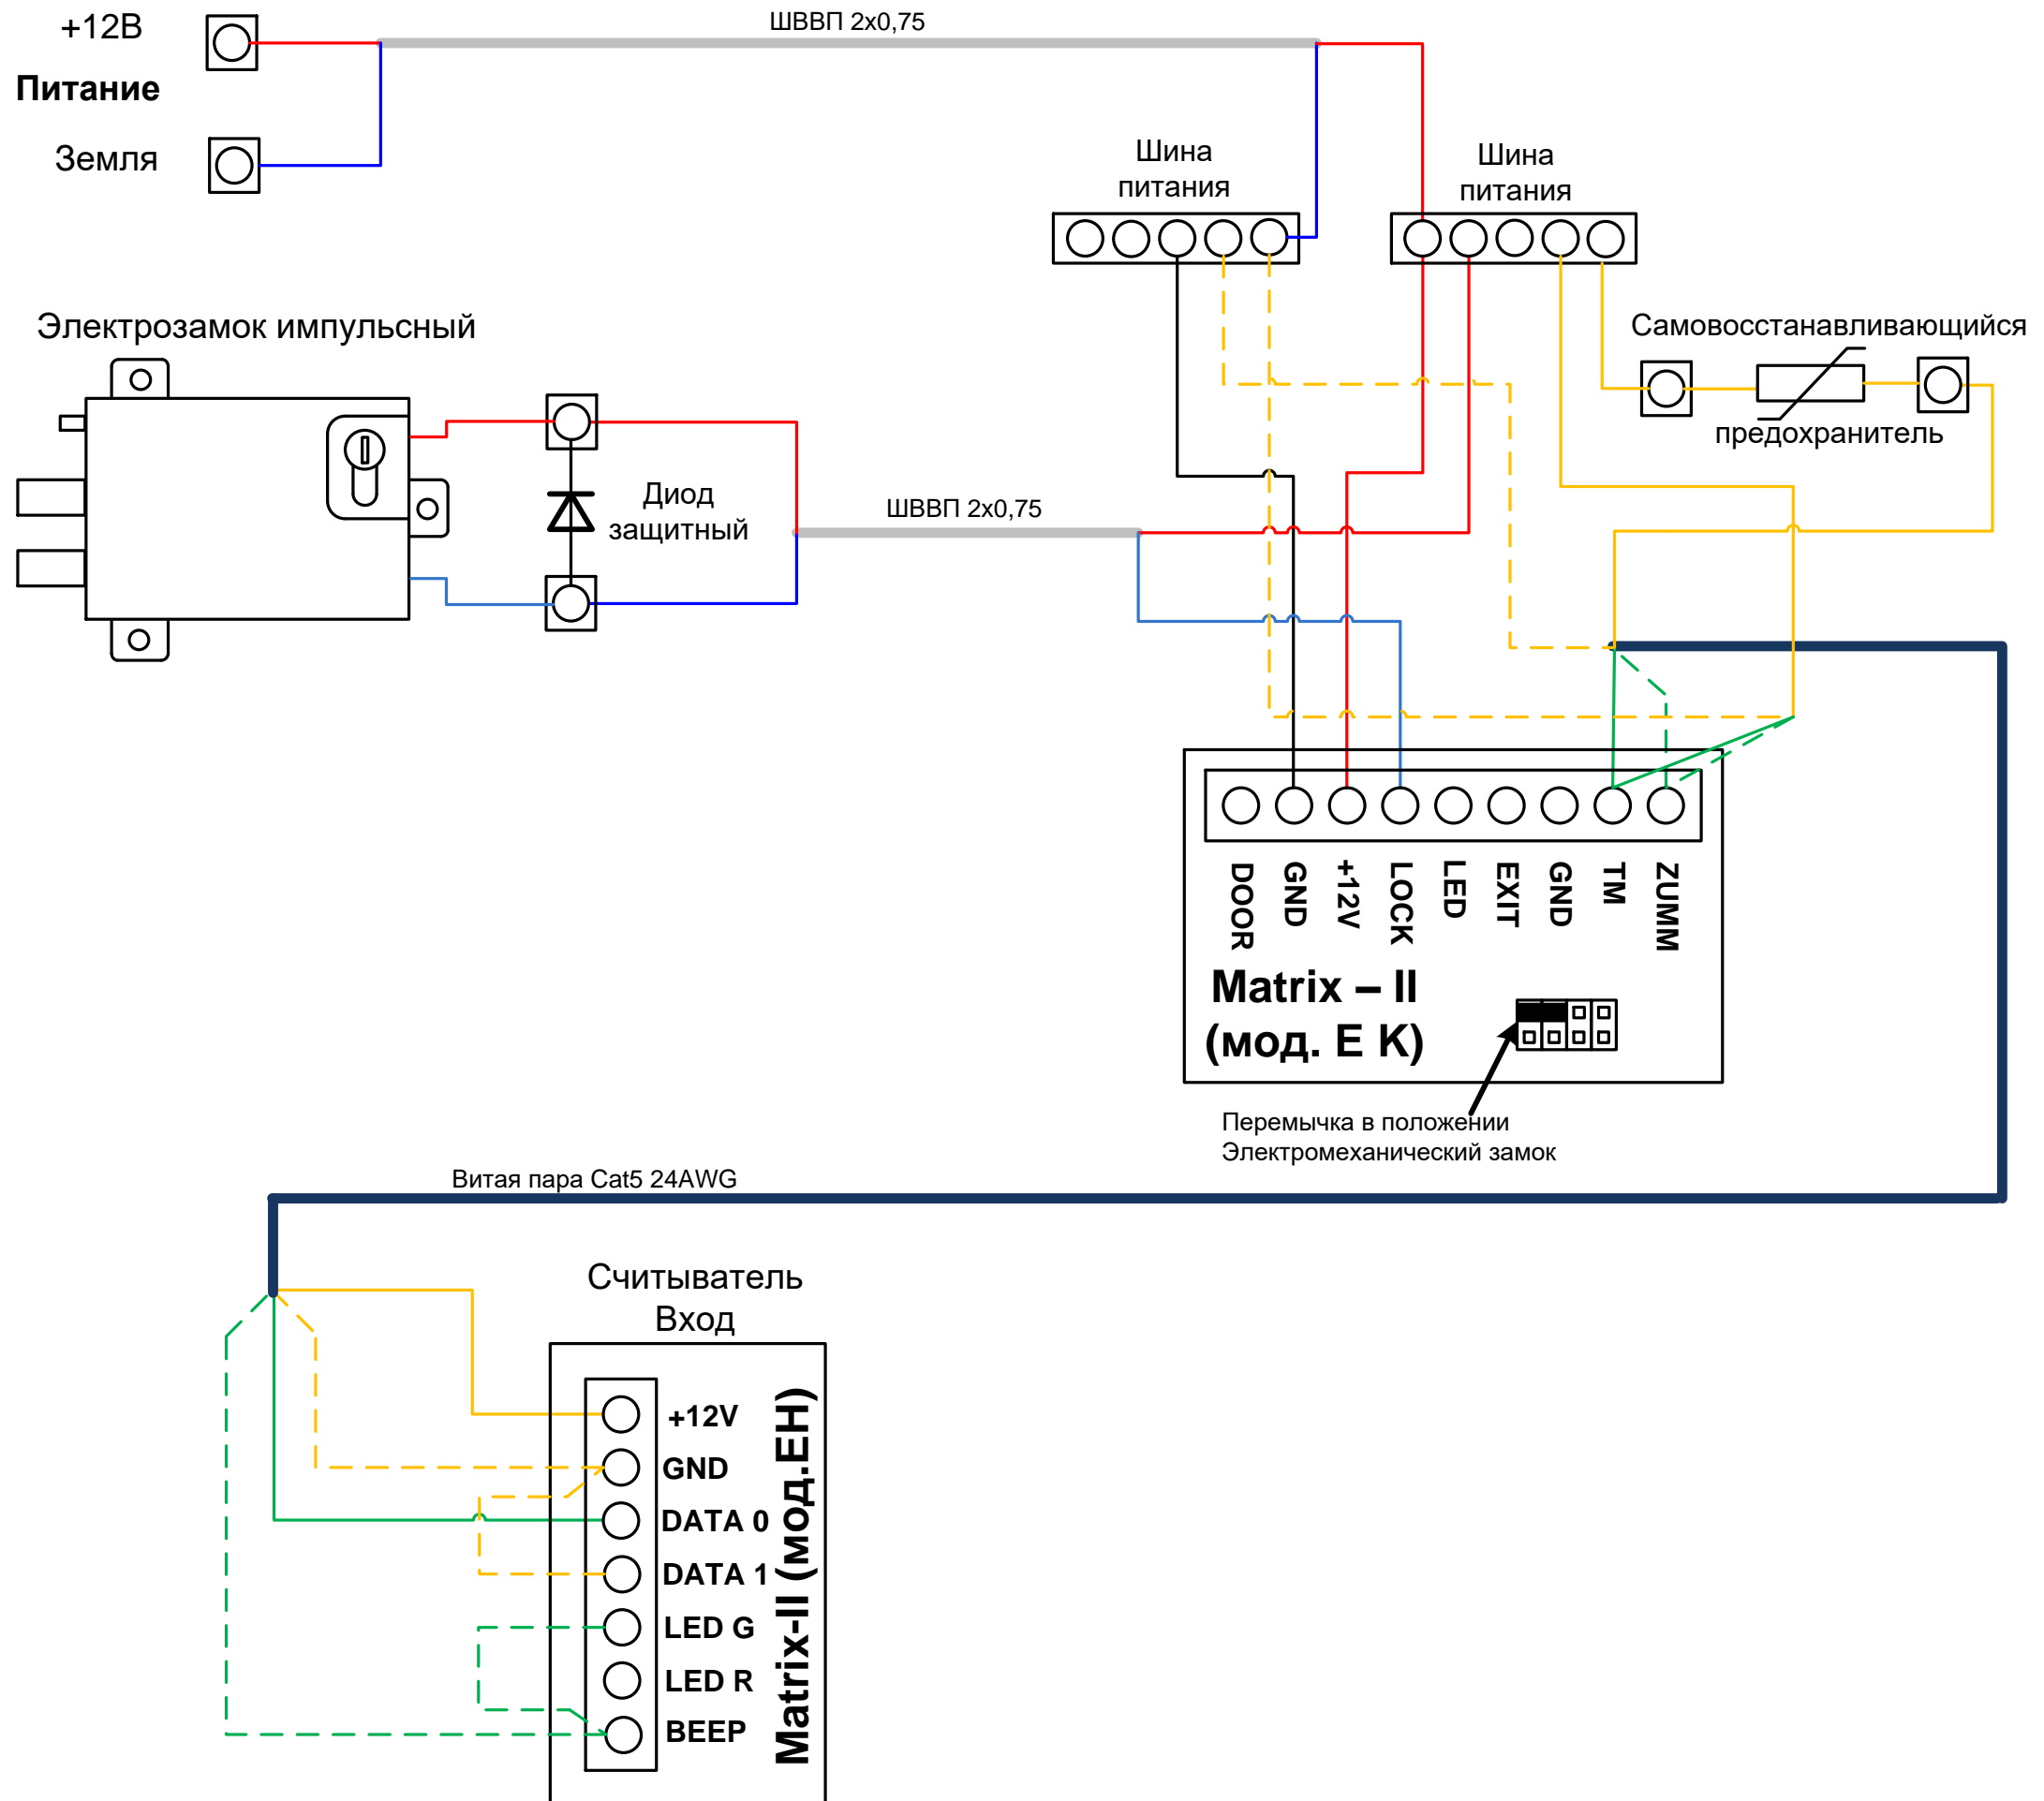 +12В
ШВВП 2х0,75
Питание
Земля
Шина
питания
Шина
питания
Электрозамок импульсный
Самовосстанавливающийся
предохранитель
Диод
защитный
ШВВП 2х0,75
DOOR
GND
+12V
LOCK
LED
EXIT
GND
TM
ZUMM
Matrix – II
(мод. E K)
Перемычка в положении
Электромеханический замок
Витая пара Cat5 24AWG
Считыватель
Вход
+12V
GND
DATA 0
DATA 1
LED G
LED R
BEEP
Matrix-II (мод.EH)